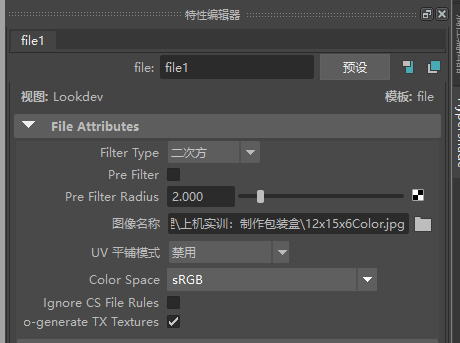 特性编辑器
file1
file: file1 预设
视图: Lookdev 模板: file
File Attributes
Filter Type 二次方
Pre Filter
Pre Filter Radius 2.000
图像名称 \上机实训：制作包装盒\12x15x6Color.jpg
UV 平铺模式 禁用
Color Space sRGB
Ignore CS File Rules
o-generate TX Textures
Hypershade